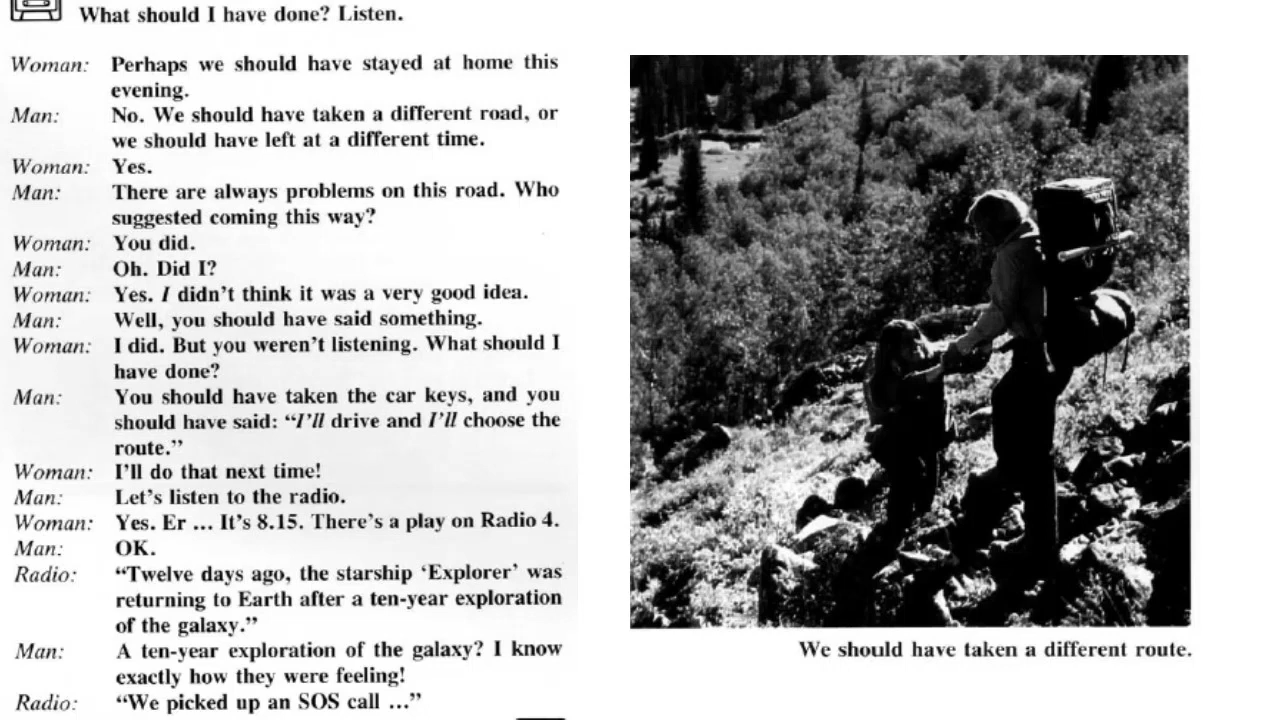 What should I have done? Listen.
Woman: Perhaps we should have stayed at home this
evening.
Man: No. We should have taken a different road, or
we should have left at a different time.
Woman: Yes.
Man: There are always problems on this road. Who
suggested coming this way?
Woman: You did.
Man: Oh. Did I?
Woman: Yes. I didn't think it was a very good idea.
Man: Well, you should have said something.
Woman: I did. But you weren't listening. What should I
have done?
Man: You should have taken the car keys, and you
should have said: “I'll drive and I'll choose the
route.”
Woman: I'll do that next time!
Man: Let's listen to the radio.
Woman: Yes. Er ... It's 8.15. There's a play on Radio 4.
Man: OK.
Radio: “Twelve days ago, the starship ‘Explorer’ was
returning to Earth after a ten-year exploration
of the galaxy.”
Man: A ten-year exploration of the galaxy? I know
exactly how they were feeling!
Radio: “We picked up an SOS call ...”
We should have taken a different route.